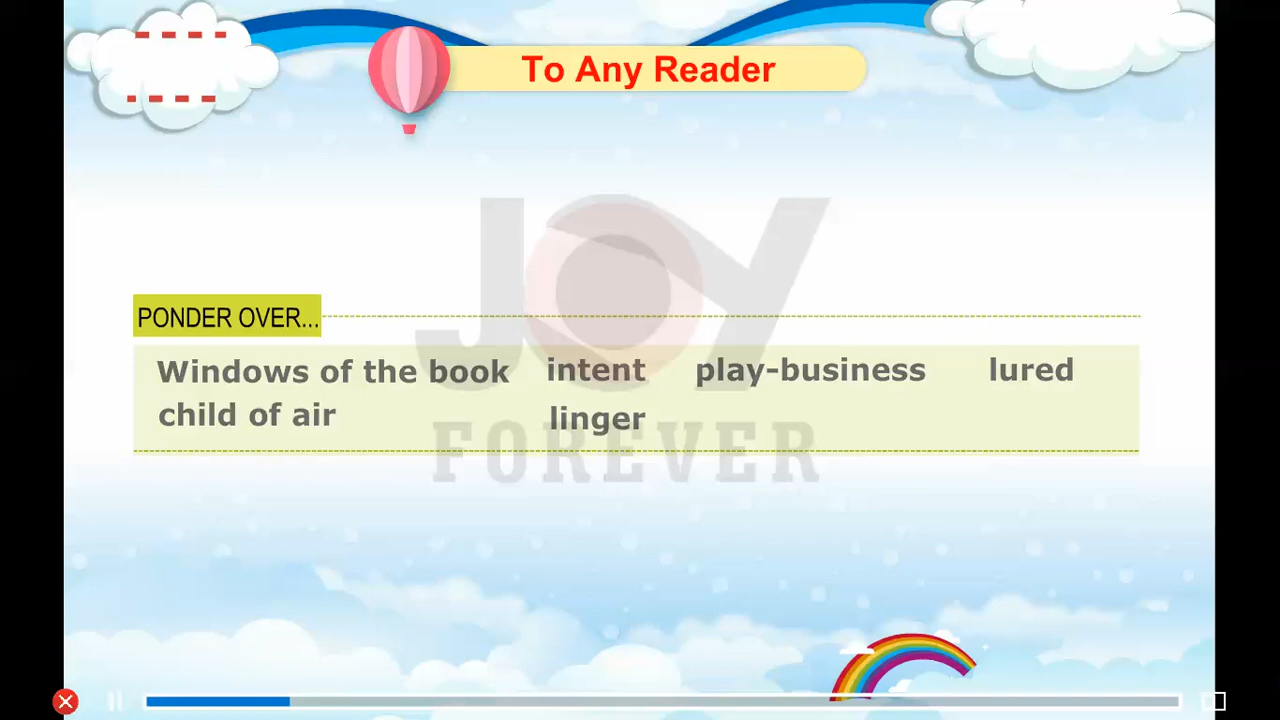 To Any Reader
JOY
FOREVER
PONDER OVER...
Windows of the book intent play-business lured
child of air linger